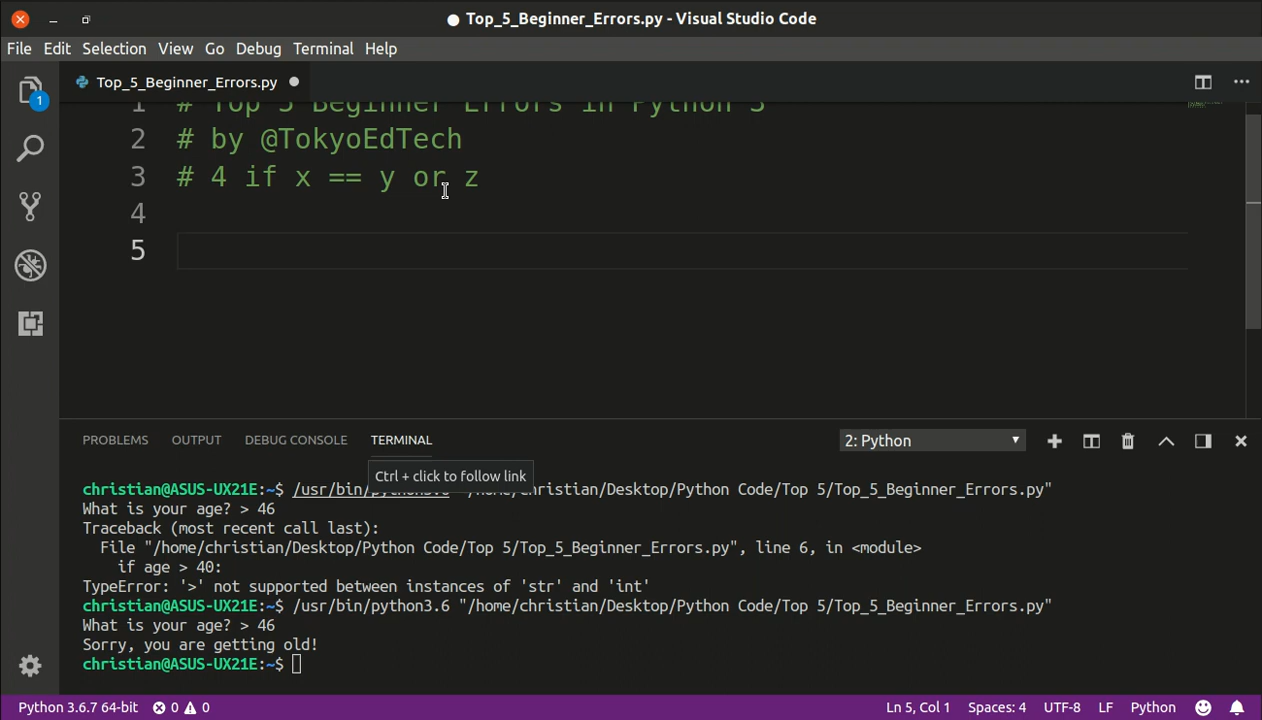 Top_5_Beginner_Errors.py - Visual Studio Code
File Edit Selection View Go Debug Terminal Help
Top_5_Beginner_Errors.py
1 # Top 5 Beginner Errors in Python 3
2 # by @TokyoEdTech
3 # 4 if x == y or z
4
5
1
PROBLEMS OUTPUT DEBUG CONSOLE TERMINAL 2: Python
Ctrl + click to follow link
christian@ASUS-UX21E:~$ /usr/bin/python3.6 "/home/christian/Desktop/Python Code/Top 5/Top_5_Beginner_Errors.py"
What is your age? > 46
Traceback (most recent call last):
File "/home/christian/Desktop/Python Code/Top 5/Top_5_Beginner_Errors.py", line 6, in <module>
if age > 40:
TypeError: '>' not supported between instances of 'str' and 'int'
christian@ASUS-UX21E:~$ /usr/bin/python3.6 "/home/christian/Desktop/Python Code/Top 5/Top_5_Beginner_Errors.py"
What is your age? > 46
Sorry, you are getting old!
christian@ASUS-UX21E:~$
Python 3.6.7 64-bit 0 0 Ln 5, Col 1 Spaces: 4 UTF-8 LF Python